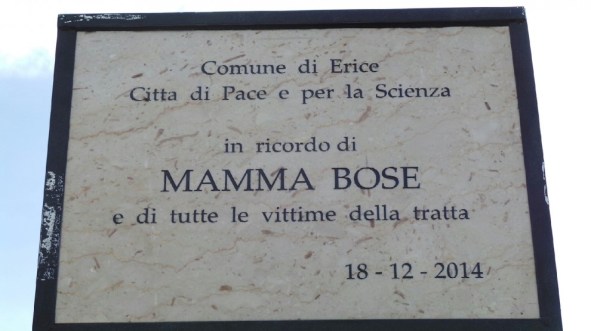 Comune di Erice
Citta di Pace e per la Scienza
in ricordo di
MAMMA BOSE
e di tutte le vittime della tratta
18 - 12 - 2014